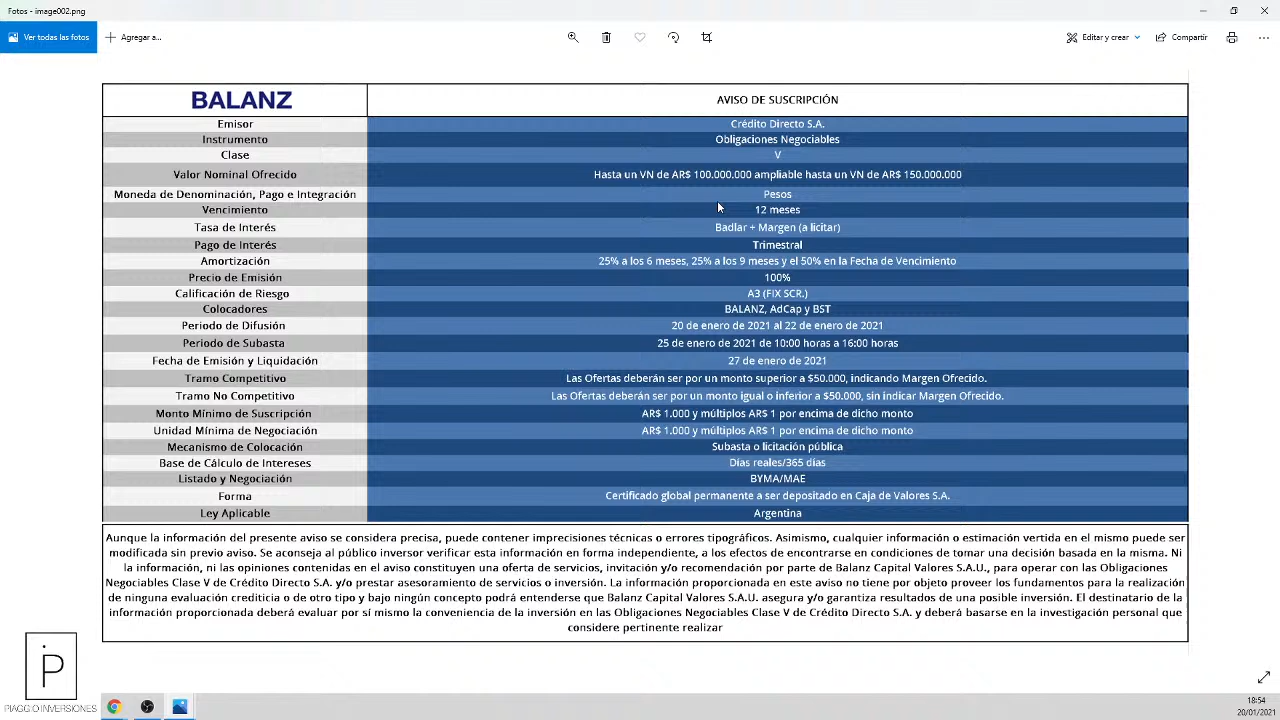 Fotos - image002.png
Ver todas las fotos
Agregar a...
Editar y crear
Compartir
BALANZ AVISO DE SUSCRIPCIÓN
Emisor Crédito Directo S.A.
Instrumento Obligaciones Negociables
Clase V
Valor Nominal Ofrecido Hasta un VN de AR$ 100.000.000 ampliable hasta un VN de AR$ 150.000.000
Moneda de Denominación, Pago e Integración Pesos
Vencimiento 12 meses
Tasa de Interés Badlar + Margen (a licitar)
Pago de Interés Trimestral
Amortización 25% a los 6 meses, 25% a los 9 meses y el 50% en la Fecha de Vencimiento
Precio de Emisión 100%
Calificación de Riesgo A3 (FIX SCR.)
Colocadores BALANZ, AdCap y BST
Periodo de Difusión 20 de enero de 2021 al 22 de enero de 2021
Periodo de Subasta 25 de enero de 2021 de 10:00 horas a 16:00 horas
Fecha de Emisión y Liquidación 27 de enero de 2021
Tramo Competitivo Las Ofertas deberán ser por un monto superior a $50.000, indicando Margen Ofrecido.
Tramo No Competitivo Las Ofertas deberán ser por un monto igual o inferior a $50.000, sin indicar Margen Ofrecido.
Monto Mínimo de Suscripción AR$ 1.000 y múltiplos AR$ 1 por encima de dicho monto
Unidad Mínima de Negociación AR$ 1.000 y múltiplos AR$ 1 por encima de dicho monto
Mecanismo de Colocación Subasta o licitación pública
Base de Cálculo de Intereses Días reales/365 días
Listado y Negociación BYMA/MAE
Forma Certificado global permanente a ser depositado en Caja de Valores S.A.
Ley Aplicable Argentina
Aunque la información del presente aviso se considera precisa, puede contener imprecisiones técnicas o errores tipográficos. Asimismo, cualquier información o estimación vertida en el mismo puede ser
modificada sin previo aviso. Se aconseja al público inversor verificar esta información en forma independiente, a los efectos de encontrarse en condiciones de tomar una decisión basada en la misma. Ni
la información, ni las opiniones contenidas en el aviso constituyen una oferta de servicios, invitación y/o recomendación por parte de Balanz Capital Valores S.A.U., para operar con las Obligaciones
Negociables Clase V de Crédito Directo S.A. y/o prestar asesoramiento de servicios o inversión. La información proporcionada en este aviso no tiene por objeto proveer los fundamentos para la realización
de ninguna evaluación crediticia o de otro tipo y bajo ningún concepto podrá entenderse que Balanz Capital Valores S.A.U. asegura y/o garantiza resultados de una posible inversión. El destinatario de la
información proporcionada deberá evaluar por sí mismo la conveniencia de la inversión en las Obligaciones Negociables Clase V de Crédito Directo S.A. y deberá basarse en la investigación personal que
considere pertinente realizar
iP
PIAGGIO INVERSIONES
18:54
20/01/2021